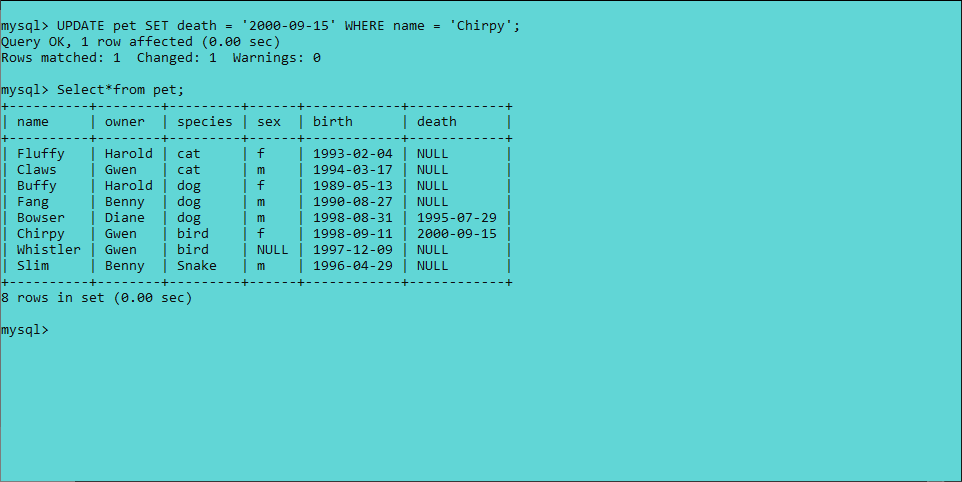 mysql> UPDATE pet SET death = '2000-09-15' WHERE name = 'Chirpy';
Query OK, 1 row affected (0.00 sec)
Rows matched: 1  Changed: 1  Warnings: 0

mysql> Select*from pet;
+----------+--------+---------+------+------------+------------+
| name     | owner  | species | sex  | birth      | death      |
+----------+--------+---------+------+------------+------------+
| Fluffy   | Harold | cat     | f    | 1993-02-04 | NULL       |
| Claws    | Gwen   | cat     | m    | 1994-03-17 | NULL       |
| Buffy    | Harold | dog     | f    | 1989-05-13 | NULL       |
| Fang     | Benny  | dog     | m    | 1990-08-27 | NULL       |
| Bowser   | Diane  | dog     | m    | 1998-08-31 | 1995-07-29 |
| Chirpy   | Gwen   | bird    | f    | 1998-09-11 | 2000-09-15 |
| Whistler | Gwen   | bird    | NULL | 1997-12-09 | NULL       |
| Slim     | Benny  | Snake   | m    | 1996-04-29 | NULL       |
+----------+--------+---------+------+------------+------------+
8 rows in set (0.00 sec)

mysql>